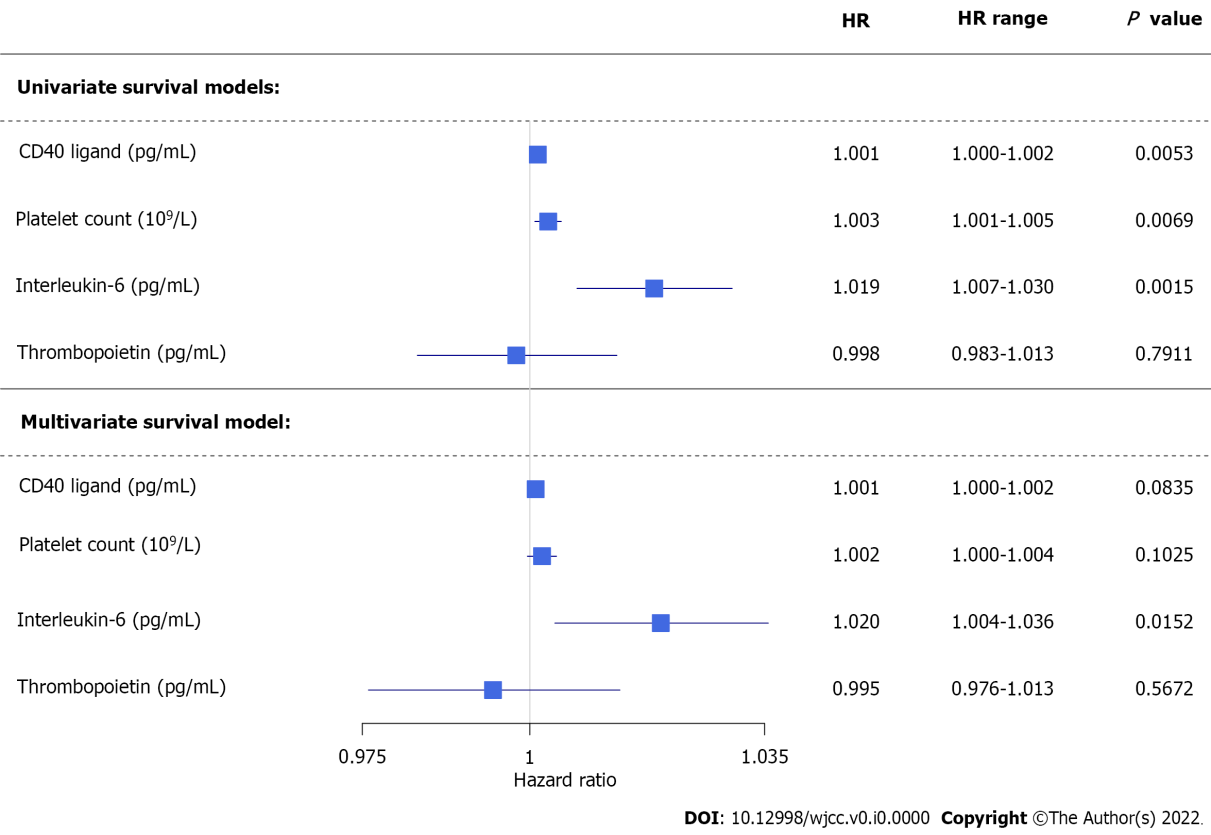 HR HR range P value
Univariate survival models:
CD40 ligand (pg/mL) 1.001 1.000-1.002 0.0053
Platelet count (10⁹/L) 1.003 1.001-1.005 0.0069
Interleukin-6 (pg/mL) 1.019 1.007-1.030 0.0015
Thrombopoietin (pg/mL) 0.998 0.983-1.013 0.7911
Multivariate survival model:
CD40 ligand (pg/mL) 1.001 1.000-1.002 0.0835
Platelet count (10⁹/L) 1.002 1.000-1.004 0.1025
Interleukin-6 (pg/mL) 1.020 1.004-1.036 0.0152
Thrombopoietin (pg/mL) 0.995 0.976-1.013 0.5672
0.975 1 1.035
Hazard ratio
DOI: 10.12998/wjcc.v0.i0.0000 Copyright ©The Author(s) 2022.